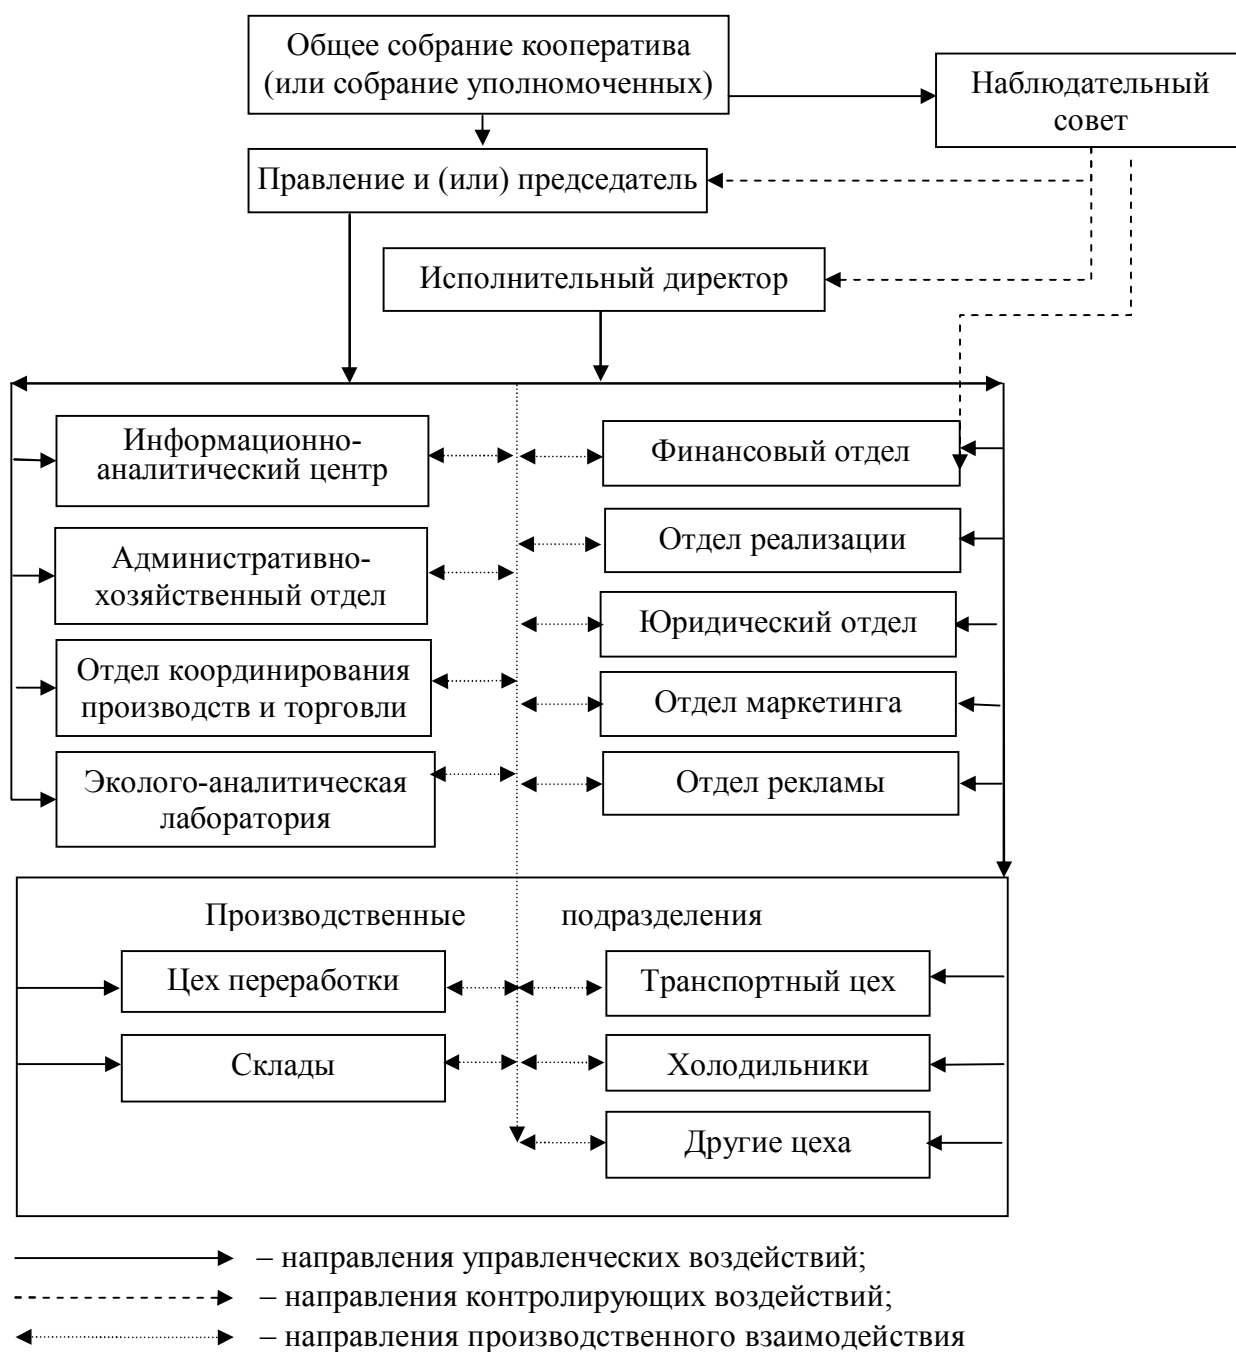 Общее собрание кооператива
(или собрание уполномоченных)
Наблюдательный
совет
Правление и (или) председатель
Исполнительный директор
Информационно-
аналитический центр
Финансовый отдел
Административно-
хозяйственный отдел
Отдел реализации
Юридический отдел
Отдел координирования
производств и торговли
Отдел маркетинга
Эколого-аналитическая
лаборатория
Отдел рекламы
Производственные подразделения
Цех переработки
Транспортный цех
Склады
Холодильники
Другие цеха
– направления управленческих воздействий;
– направления контролирующих воздействий;
– направления производственного взаимодействия